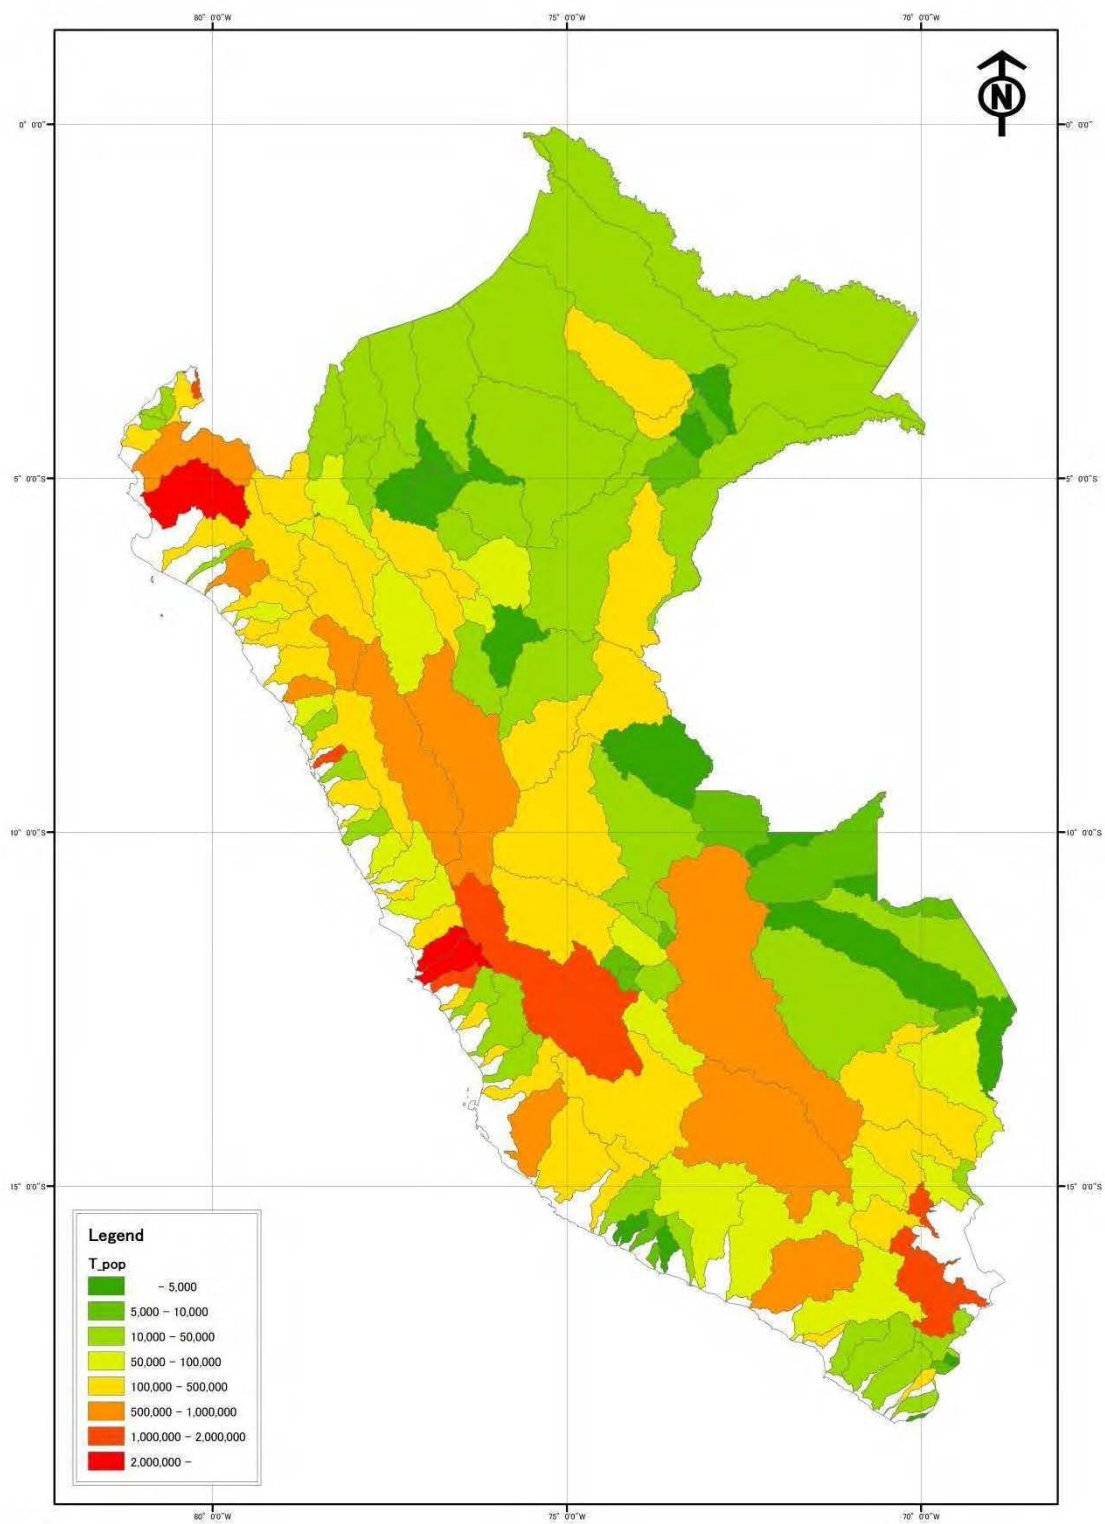 80° 0'0"W 75° 0'0"W 70° 0'0"W
N
0° 0'0" 0° 0'0"
5° 0'0"S 5° 0'0"S
10° 0'0"S 10° 0'0"S
15° 0'0"S 15° 0'0"S
Legend
T_pop
- 5,000
5,000 - 10,000
10,000 - 50,000
50,000 - 100,000
100,000 - 500,000
500,000 - 1,000,000
1,000,000 - 2,000,000
2,000,000 -
80° 0'0"W 75° 0'0"W 70° 0'0"W